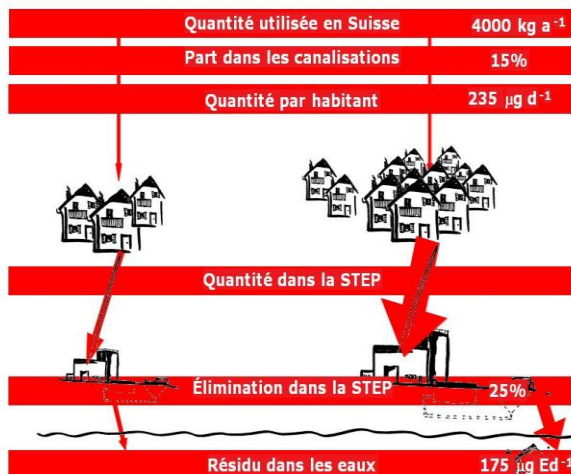 Quantité utilisée en Suisse 4000 kg a⁻¹
Part dans les canalisations 15%
Quantité par habitant 235 µg d⁻¹
Quantité dans la STEP
Élimination dans la STEP 25%
Résidu dans les eaux 175 µg Ed⁻¹